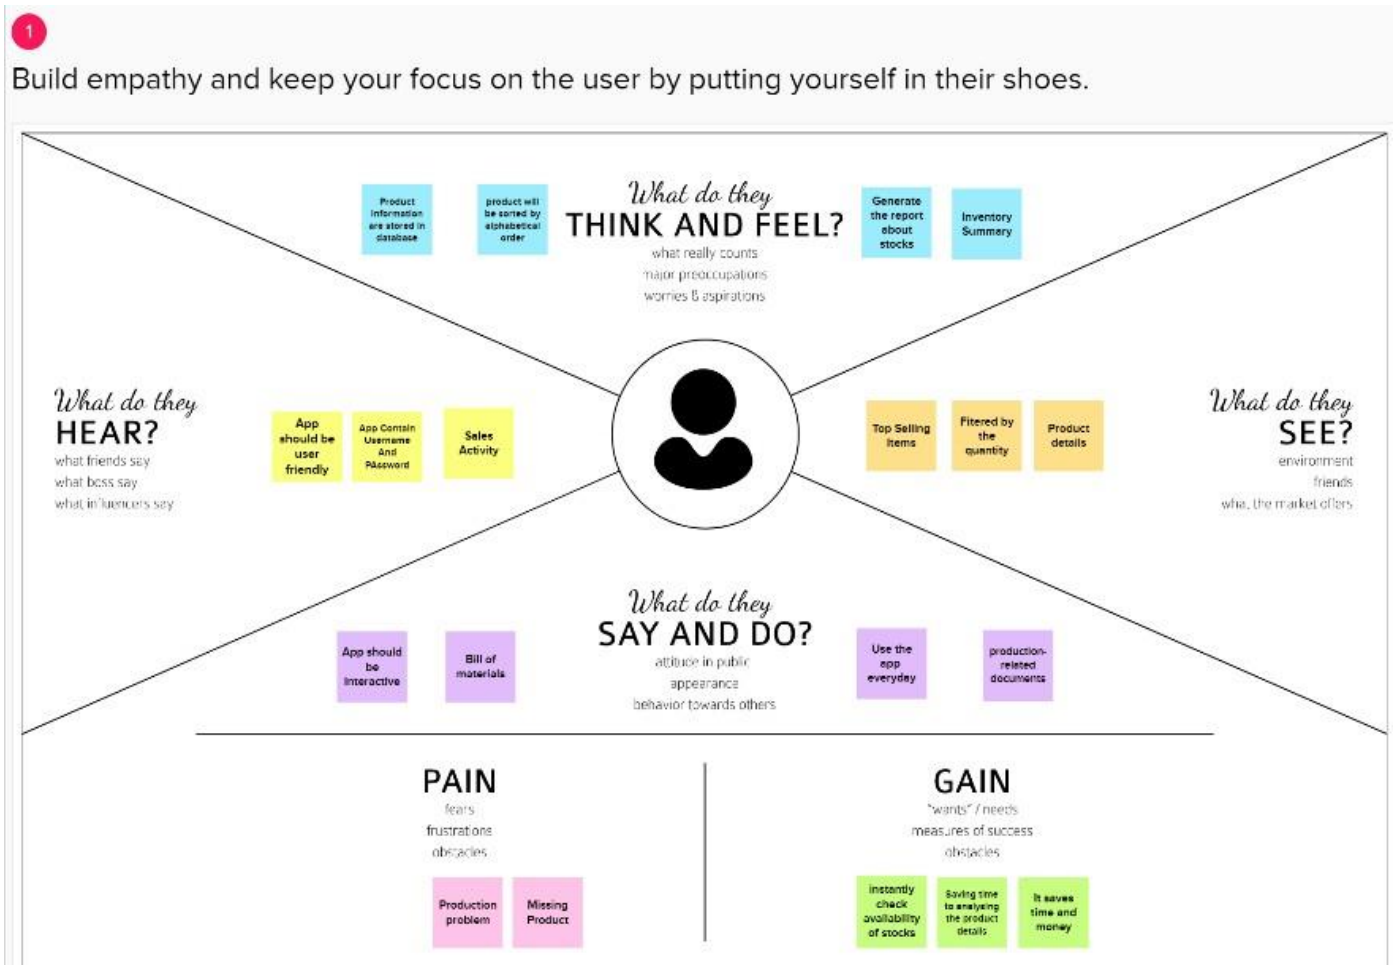 1
Build empathy and keep your focus on the user by putting yourself in their shoes.
What do they
THINK AND FEEL?
what really counts
major preoccupations
worries & aspirations
Product
Information
are stored in
database
product will
be sorted by
alphabetical
order
Generate
the report
about
stocks
Inventory
Summary
What do they
HEAR?
what friends say
what boss say
what influencers say
App
should be
user
friendly
App Contain
Username
And
PAssword
Sales
Activity
Top Selling
Items
Fitered by
the
quantity
Product
details
What do they
SEE?
environment
friends
what the market offers
What do they
SAY AND DO?
attitude in public
appearance
behavior towards others
App should
be
Interactive
Bill of
materials
Use the
app
everyday
production-
related
documents
PAIN
fears
frustrations
obstacles
Production
problem
Missing
Product
GAIN
"wants" / needs
measures of success
obstacles
instantly
check
availability
of stocks
Saving time
to analysing
the product
details
It saves
time and
money